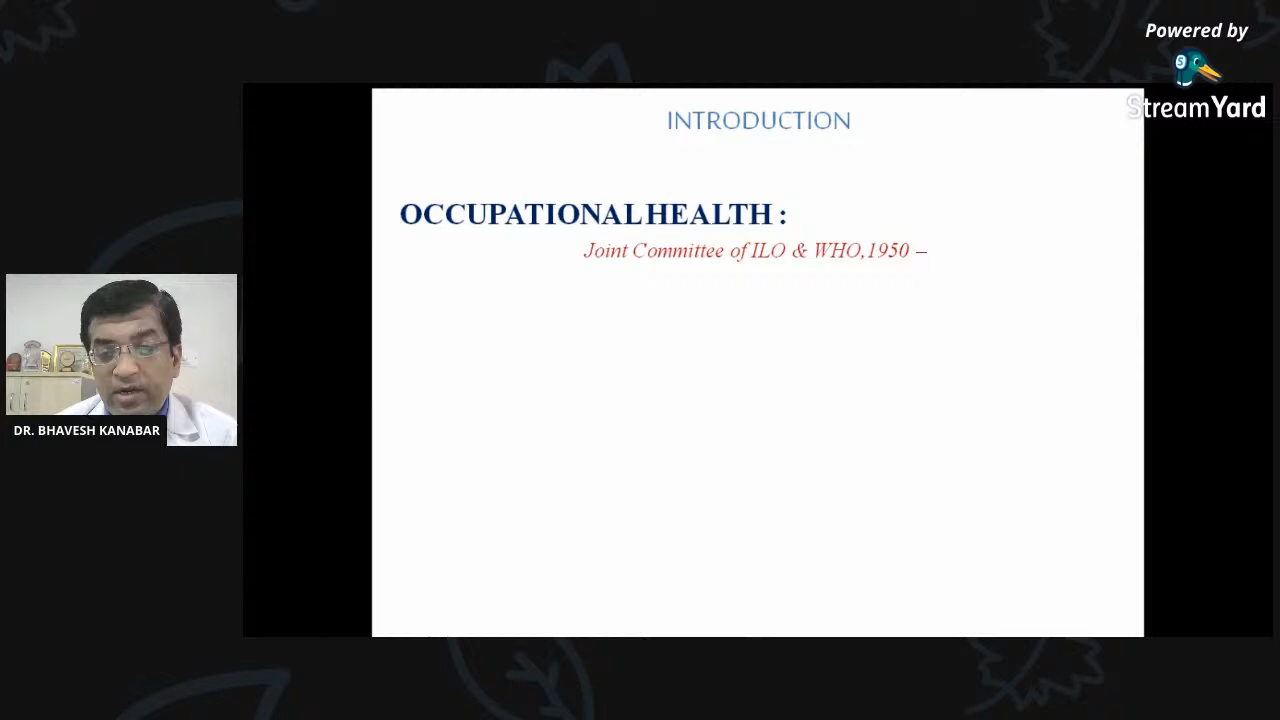 Powered by
StreamYard
INTRODUCTION
OCCUPATIONAL HEALTH :
Joint Committee of ILO & WHO,1950 –
DR. BHAVESH KANABAR